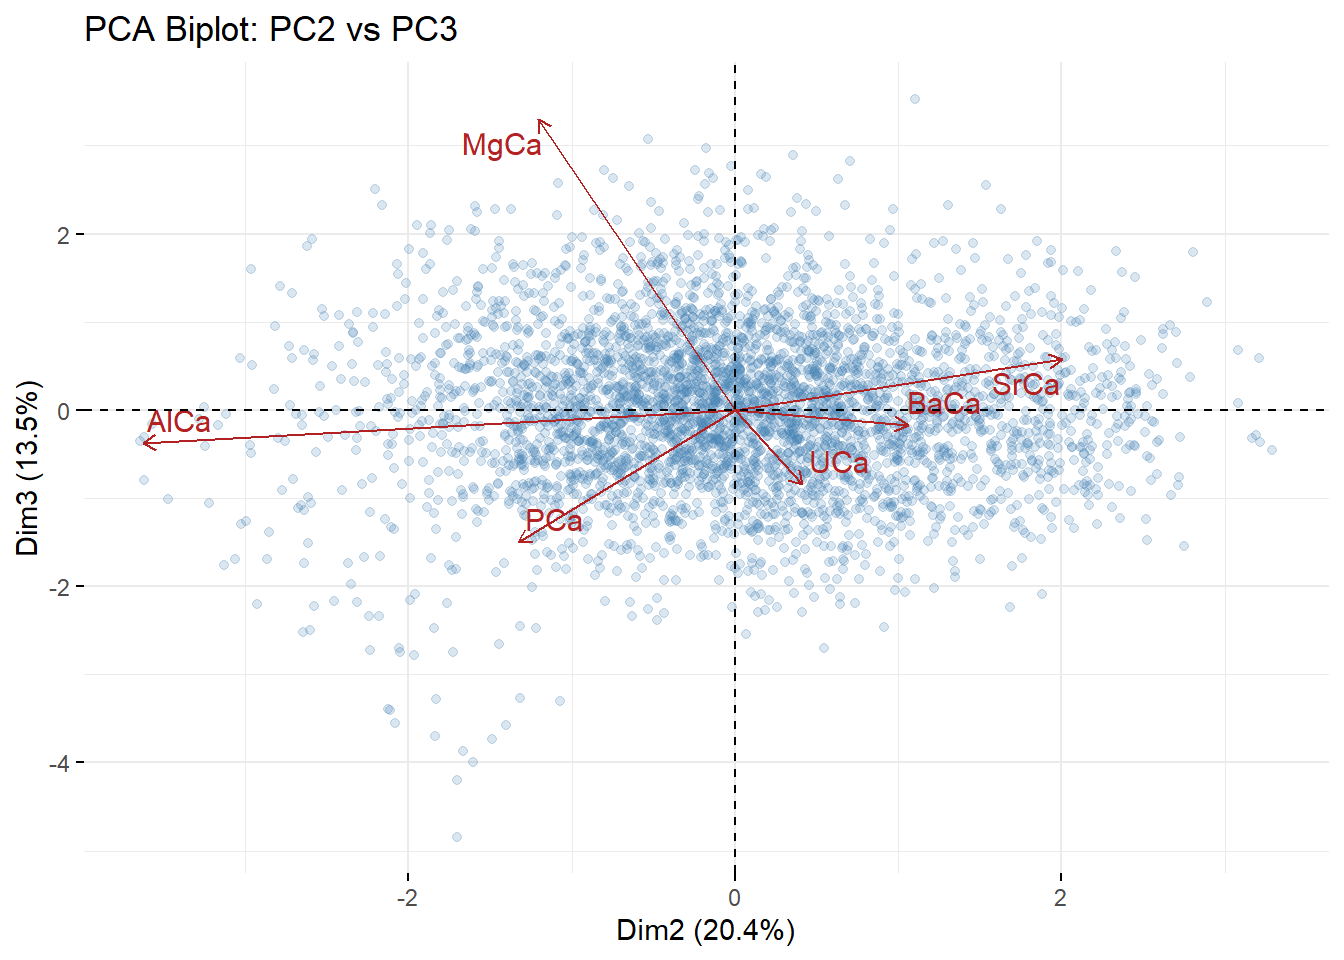 PCA Biplot: PC2 vs PC3
MgCa
SrCa
BaCa
AlCa
UCa
PCa
2
0
-2
-4
-2
0
2
Dim3 (13.5%)
Dim2 (20.4%)